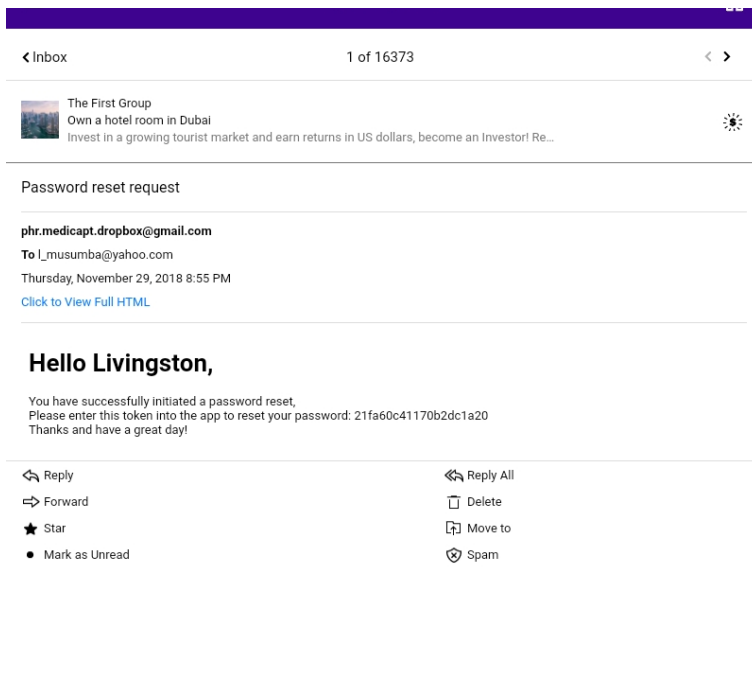 Inbox
1 of 16373
The First Group
Own a hotel room in Dubai
Invest in a growing tourist market and earn returns in US dollars, become an Investor! Re...
$
Password reset request
phr.medicapt.dropbox@gmail.com
To l_musumba@yahoo.com
Thursday, November 29, 2018 8:55 PM
Click to View Full HTML
Hello Livingston,
You have successfully initiated a password reset,
Please enter this token into the app to reset your password: 21fa60c41170b2dc1a20
Thanks and have a great day!
Reply
Reply All
Forward
Delete
Star
Move to
Mark as Unread
Spam